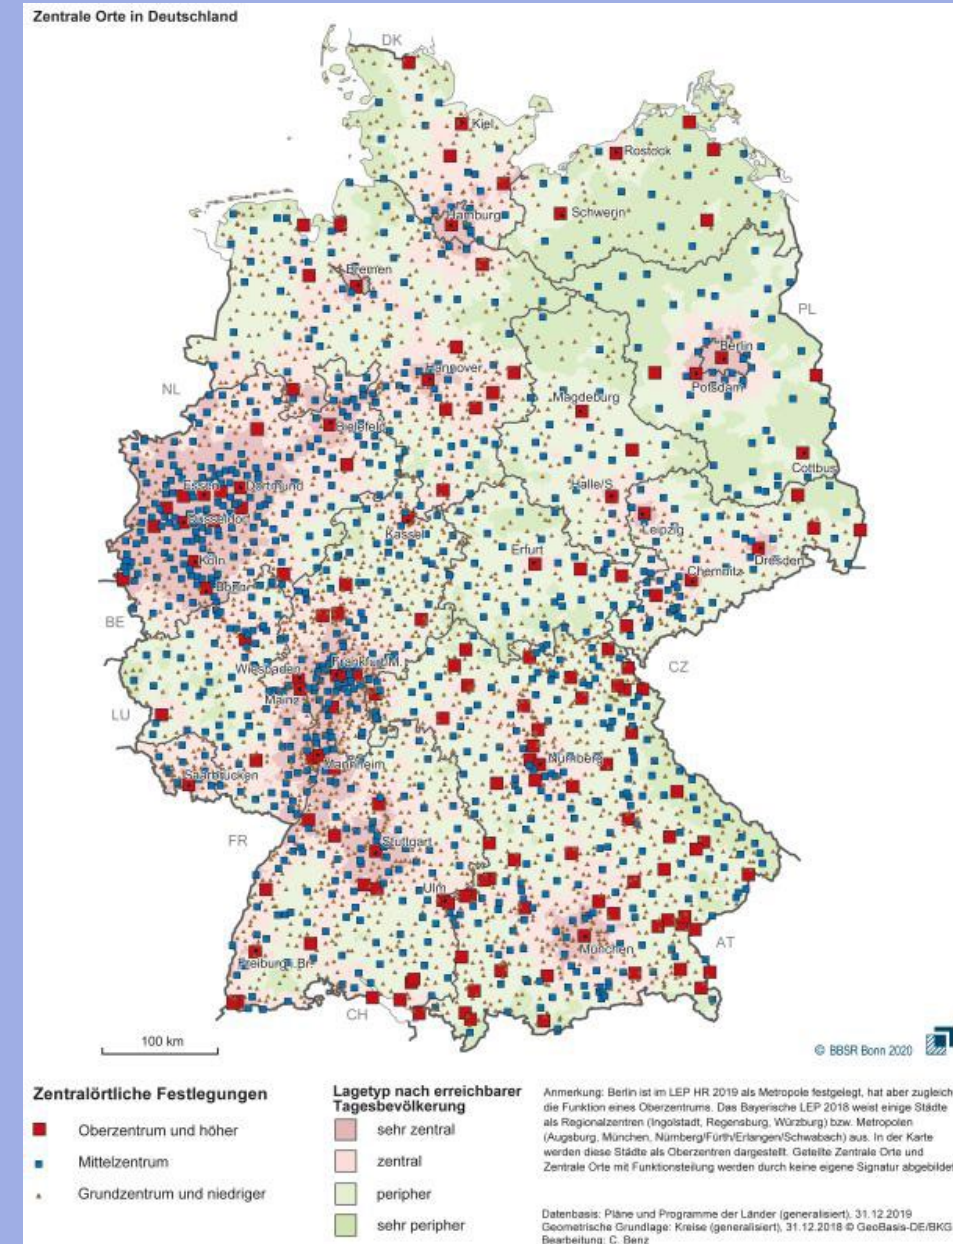 Zentrale Orte in Deutschland
DK
Kiel
Rostock
Schwerin
Hamburg
Bremen
PL
Berlin
Potsdam
Hannover
NL
Magdeburg
Bielefeld
Cottbus
Essen
Dortmund
Halle/S.
Düsseldorf
Leipzig
Kassel
Erfurt
Dresden
Köln
Chemnitz
Bonn
BE
Wiesbaden
Frankfurt/M.
CZ
Mainz
LU
Nürnberg
Mannheim
Saarbrücken
FR
Stuttgart
Ulm
AT
München
Freiburg i.Br.
CH
100 km
© BBSR Bonn 2020
Zentralörtliche Festlegungen
Oberzentrum und höher
Mittelzentrum
Grundzentrum und niedriger
Lagetyp nach erreichbarer
Tagesbevölkerung
sehr zentral
zentral
peripher
sehr peripher
Anmerkung: Berlin ist im LEP HR 2019 als Metropole festgelegt, hat aber zugleich
die Funktion eines Oberzentrums. Das Bayerische LEP 2018 weist einige Städte
als Regionalzentren (Ingolstadt, Regensburg, Würzburg) bzw. Metropolen
(Augsburg, München, Nürnberg/Fürth/Erlangen/Schwabach) aus. In der Karte
werden diese Städte als Oberzentren dargestellt. Geteilte Zentrale Orte und
Zentrale Orte mit Funktionsteilung werden durch keine eigene Signatur abgebildet
Datenbasis: Pläne und Programme der Länder (generalisiert), 31.12.2019
Geometrische Grundlage: Kreise (generalisiert), 31.12.2018 © GeoBasis-DE/BKG
Bearbeitung: C. Benz